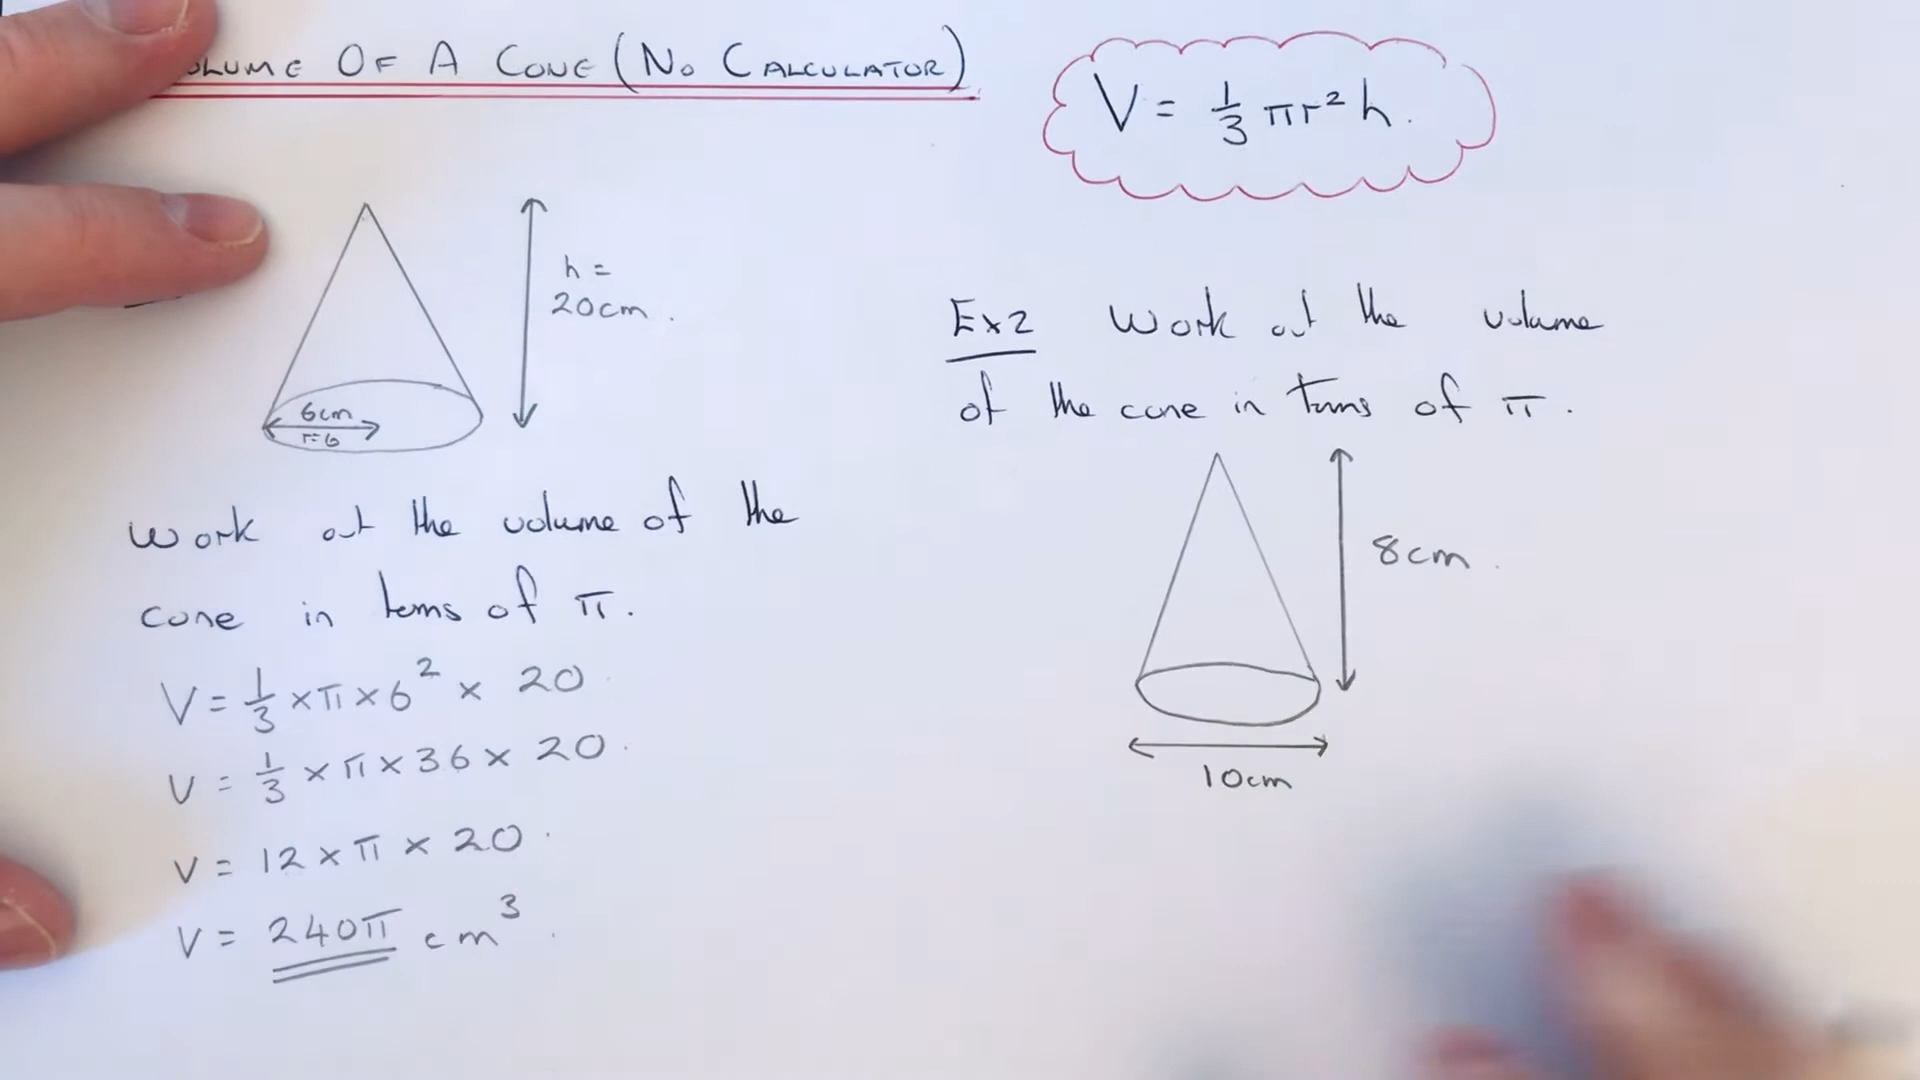 OF A CONE (NO CALCULATOR)
V = 1/3 πr² h.
h =
20cm.
6cm
r=6
Work out the volume of the
cone in terms of π.
V = 1/3 × π × 6² × 20
V = 1/3 × π × 36 × 20
V = 12 × π × 20
V = 240π cm³
Ex2 Work out the volume
of the cone in terms of π.
8cm
10cm